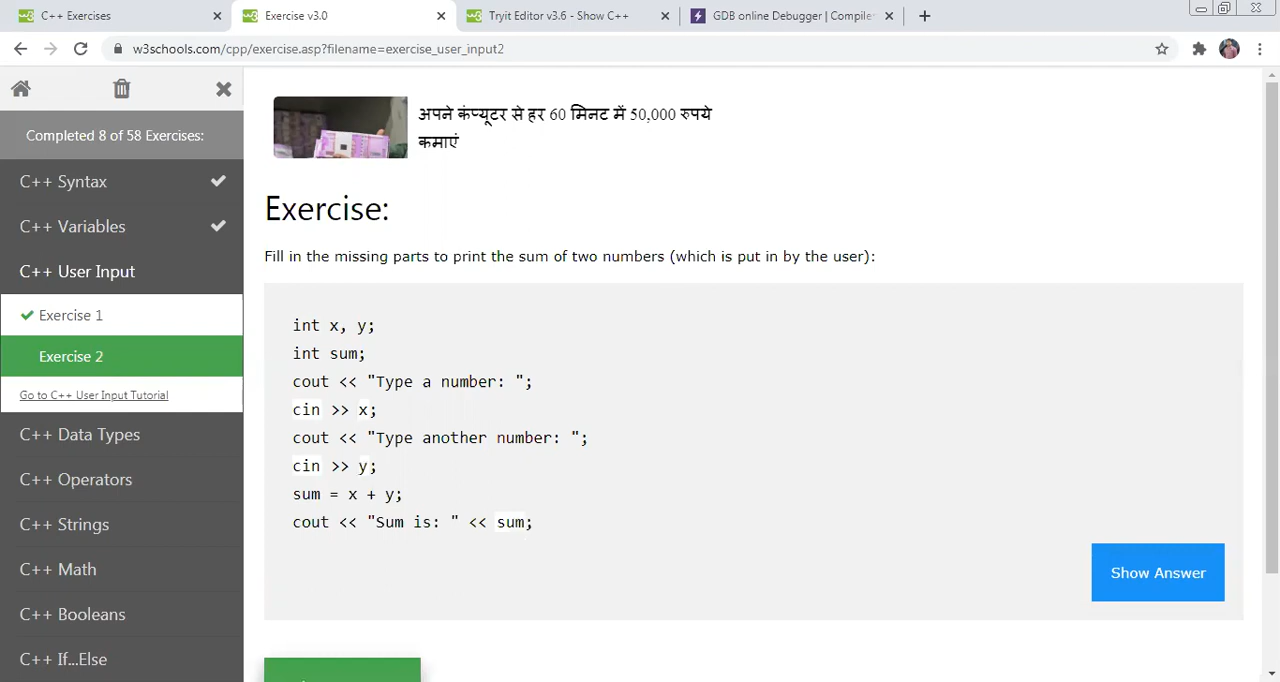 C++ Exercises
Exercise v3.0
Tryit Editor v3.6 - Show C++
GDB online Debugger | Compiler
w3schools.com/cpp/exercise.asp?filename=exercise_user_input2
Completed 8 of 58 Exercises:
C++ Syntax
C++ Variables
C++ User Input
Exercise 1
Exercise 2
Go to C++ User Input Tutorial
C++ Data Types
C++ Operators
C++ Strings
C++ Math
C++ Booleans
C++ If...Else
अपने कंप्यूटर से हर 60 मिनट में 50,000 रुपये
कमाएं
Exercise:
Fill in the missing parts to print the sum of two numbers (which is put in by the user):
int x, y;
int sum;
cout << "Type a number: ";
cin >> x;
cout << "Type another number: ";
cin >> y;
sum = x + y;
cout << "Sum is: " << sum;
Show Answer